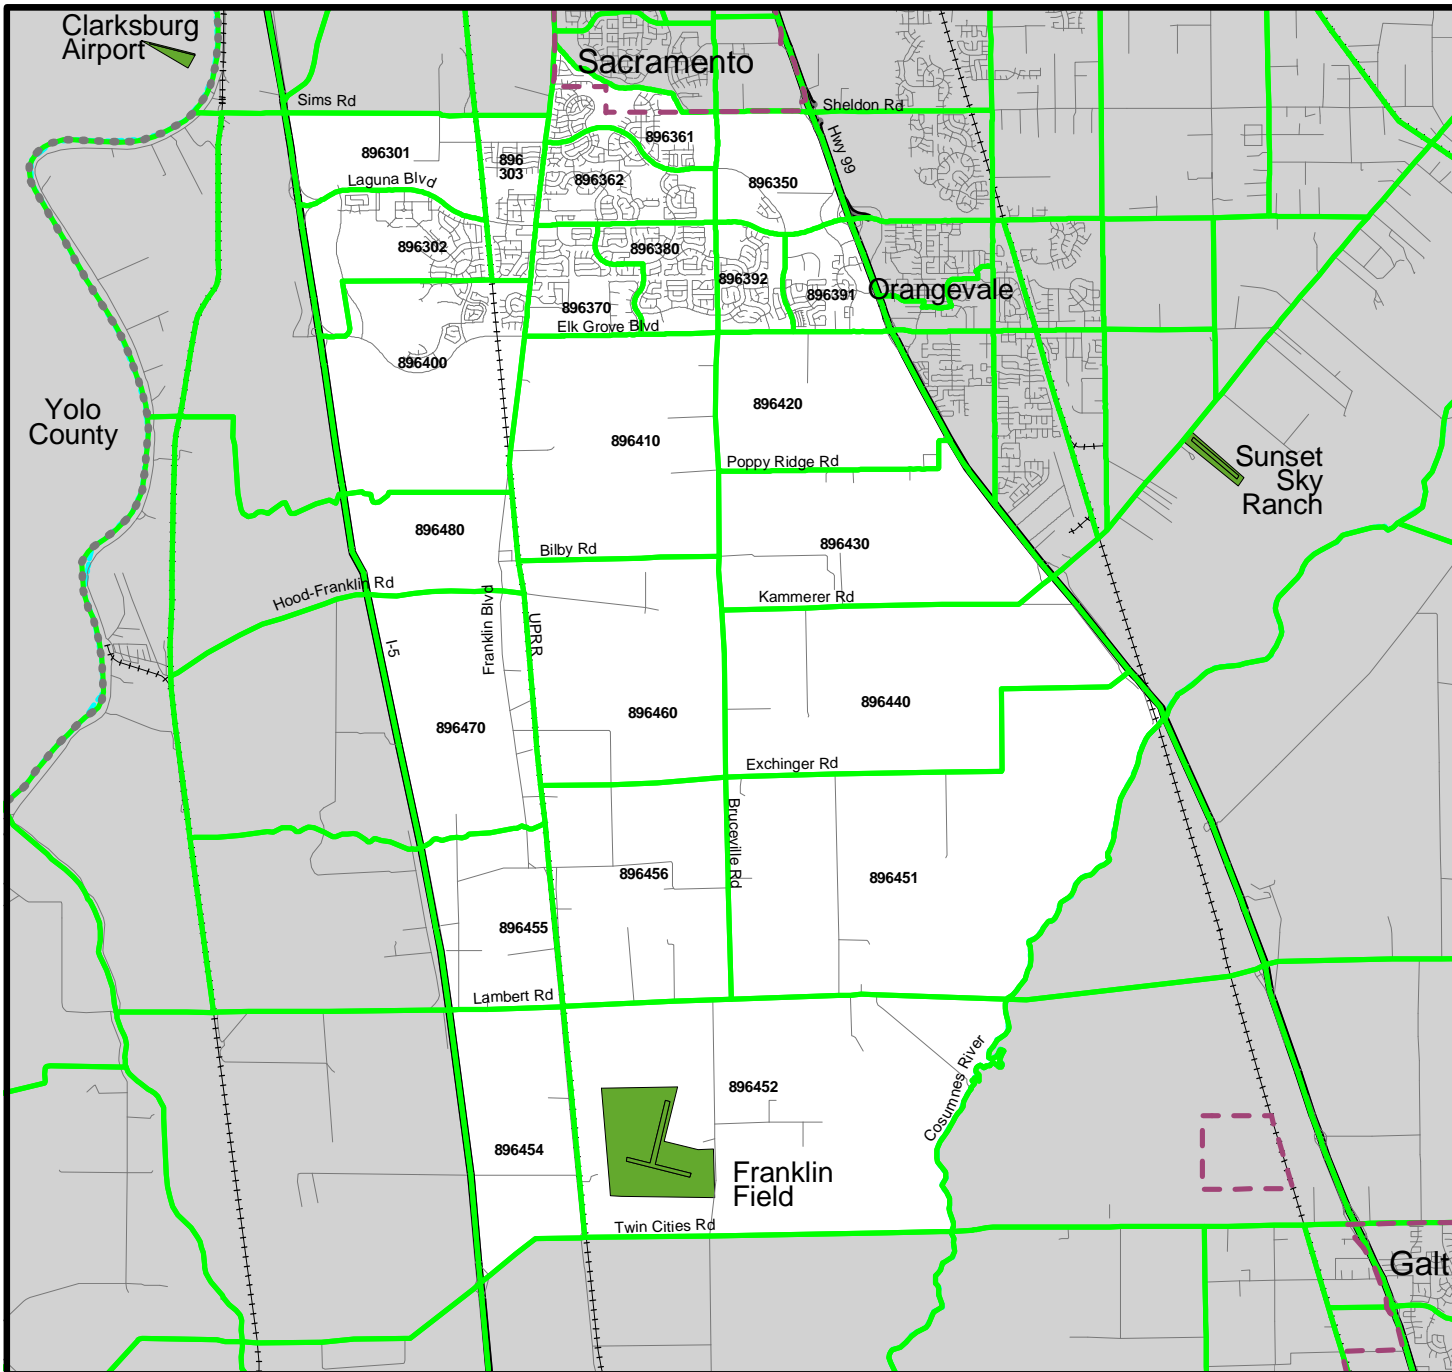 Clarksburg
Airport
Sacramento
Sims Rd
Sheldon Rd
Hwy 99
896301
896
303
896361
Laguna Blvd
896362
896350
896302
896380
896392
896391
Orangevale
896370
Elk Grove Blvd
896400
Yolo
County
896420
896410
Poppy Ridge Rd
Sunset
Sky
Ranch
896480
Bilby Rd
896430
Hood-Franklin Rd
Franklin Blvd
UPRR
Kammerer Rd
I-5
896470
896460
896440
Exchinger Rd
Bruceville Rd
896456
896451
896455
Lambert Rd
Cosumnes River
896452
896454
Franklin
Field
Twin Cities Rd
Galt